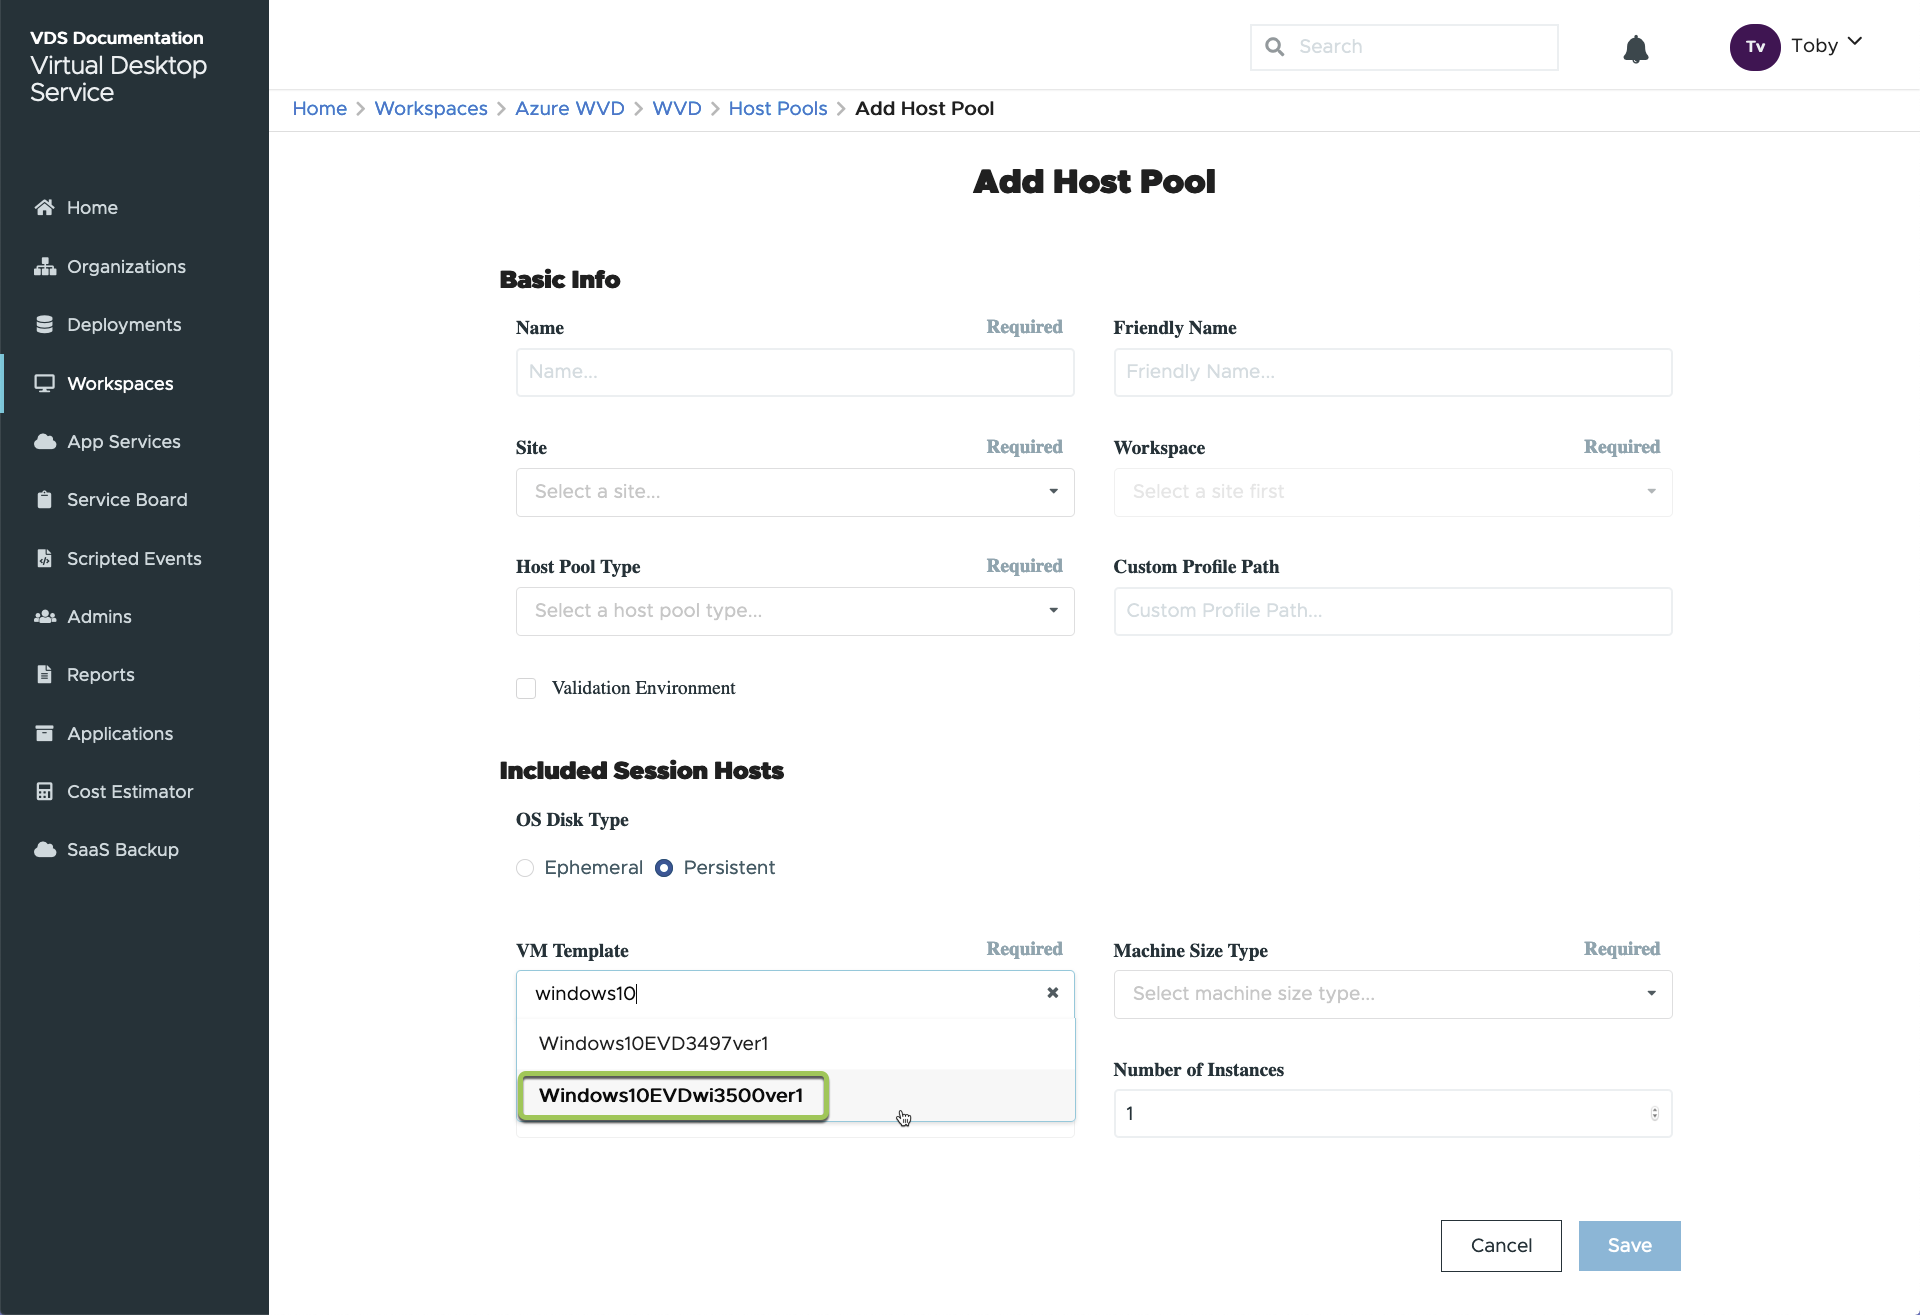 VDS Documentation
Virtual Desktop
Service
Search
Tv
Toby
Home > Workspaces > Azure WVD > WVD > Host Pools > Add Host Pool
Home
Organizations
Deployments
Workspaces
App Services
Service Board
Scripted Events
Admins
Reports
Applications
Cost Estimator
SaaS Backup
Add Host Pool
Basic Info
Name Required
Name...
Friendly Name
Friendly Name...
Site Required
Select a site...
Workspace Required
Select a site first
Host Pool Type Required
Select a host pool type...
Custom Profile Path
Custom Profile Path...
Validation Environment
Included Session Hosts
OS Disk Type
Ephemeral Persistent
VM Template Required
windows10
Windows10EVD3497ver1
Windows10EVDwi3500ver1
Machine Size Type Required
Select machine size type...
Number of Instances
1
Cancel Save